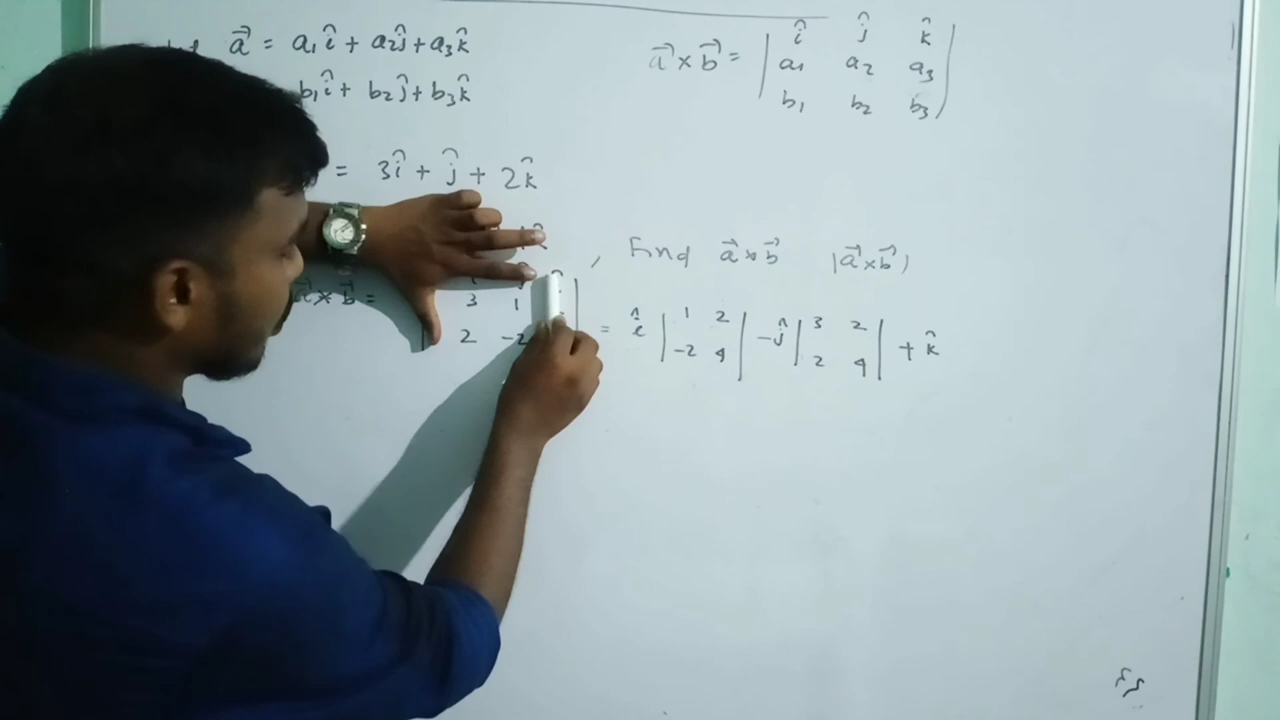 a⃗ = a₁î + a₂ĵ + a₃k̂
b₁î + b₂ĵ + b₃k̂
a⃗ × b⃗ = | î ĵ k̂ |
| a₁ a₂ a₃ |
| b₁ b₂ b₃ |
= 3î + ĵ + 2k̂
, Find a⃗ × b⃗ |a⃗ × b⃗|
a⃗ × b⃗ = 3 1 = î | 1 2 | - ĵ | 3 2 | + k̂
2 -2 | -2 4 | | 2 4 |